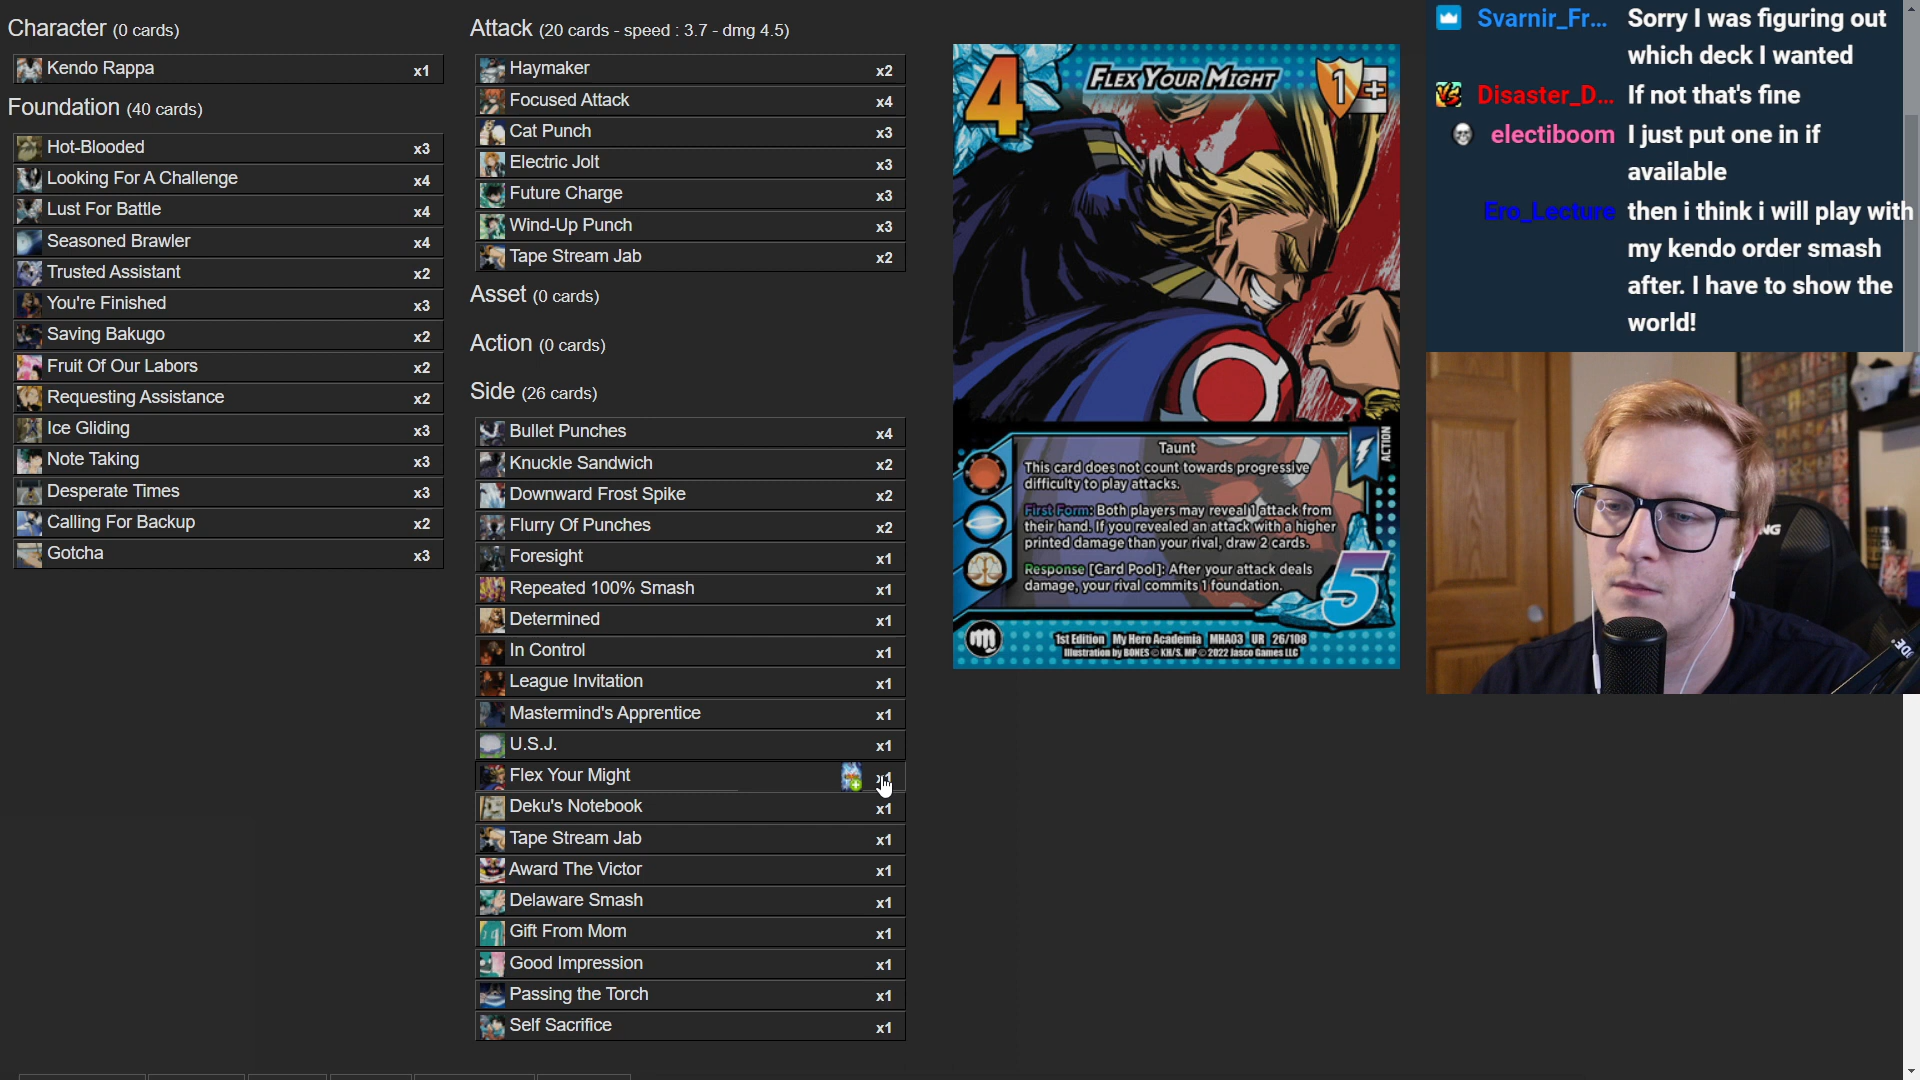 Character (0 cards)
Kendo Rappa x1
Foundation (40 cards)
Hot-Blooded x3
Looking For A Challenge x4
Lust For Battle x4
Seasoned Brawler x4
Trusted Assistant x2
You're Finished x3
Saving Bakugo x2
Fruit Of Our Labors x2
Requesting Assistance x2
Ice Gliding x3
Note Taking x3
Desperate Times x3
Calling For Backup x2
Gotcha x3
Attack (20 cards - speed : 3.7 - dmg 4.5)
Haymaker x2
Focused Attack x4
Cat Punch x3
Electric Jolt x3
Future Charge x3
Wind-Up Punch x3
Tape Stream Jab x2
Asset (0 cards)
Action (0 cards)
Side (26 cards)
Bullet Punches x4
Knuckle Sandwich x2
Downward Frost Spike x2
Flurry Of Punches x2
Foresight x1
Repeated 100% Smash x1
Determined x1
In Control x1
League Invitation x1
Mastermind's Apprentice x1
U.S.J. x1
Flex Your Might x1
Deku's Notebook x1
Tape Stream Jab x1
Award The Victor x1
Delaware Smash x1
Gift From Mom x1
Good Impression x1
Passing the Torch x1
Self Sacrifice x1
4
FLEX YOUR MIGHT
1 +
Taunt
This card does not count towards progressive
difficulty to play attacks.
First Form: Both players may reveal 1 attack from
their hand. If you revealed an attack with a higher
printed damage than your rival, draw 2 cards.
Response [Card Pool]: After your attack deals
damage, your rival commits 1 foundation.
ACTION
5
1st Edition My Hero Academia MHA03 UR 26/108
Illustration by BONES © KH/S. MP © 2022 Jasco Games LLC
Svarnir_Fr... Sorry I was figuring out
which deck I wanted
Disaster_D... If not that's fine
electiboom I just put one in if
available
Ero_Lecture then i think i will play with
my kendo order smash
after. I have to show the
world!